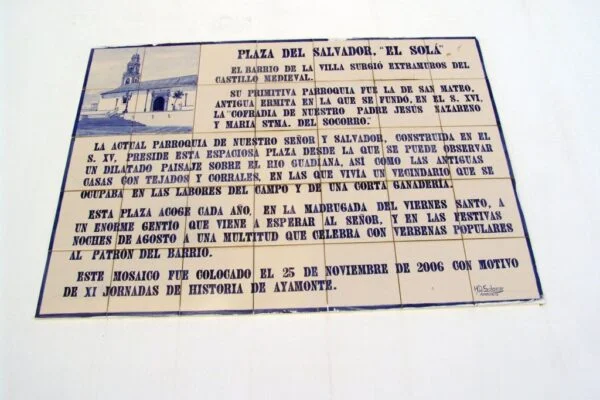 PLAZA DEL SALVADOR. "EL SOLÁ"
EL BARRIO DE LA VILLA SURGIÓ EXTRAMUROS DEL
CASTILLO MEDIEVAL.
SU PRIMITIVA PARROQUIA FUE LA DE SAN MATEO,
ANTIGUA ERMITA EN LA QUE SE FUNDÓ, EN EL S. XVI,
LA "COFRADIA DE NUESTRO PADRE JESÚS NAZARENO
Y MARIA STMA. DEL SOCORRO".
LA ACTUAL PARROQUIA DE NUESTRO SEÑOR Y SALVADOR, CONSTRUIDA EN EL
S. XV, PRESIDE ESTA ESPACIOSA PLAZA DESDE LA QUE SE PUEDE OBSERVAR
UN DILATADO PAISAJE SOBRE EL RIO GUADIANA, ASÍ COMO LAS ANTIGUAS
CASAS CON TEJADOS Y CORRALES, EN LAS QUE VIVÍA UN VECINDARIO QUE SE
OCUPABA EN LAS LABORES DEL CAMPO Y DE UNA CORTA GANADERÍA.
ESTA PLAZA ACOGE CADA AÑO, EN LA MADRUGADA DEL VIERNES SANTO, A
UN ENORME GENTÍO QUE VIENE A ESPERAR AL SEÑOR, Y EN LAS FESTIVAS
NOCHES DE AGOSTO A UNA MULTITUD QUE CELEBRA CON VERBENAS POPULARES
AL PATRÓN DEL BARRIO.
ESTE MOSAICO FUE COLOCADO EL 25 DE NOVIEMBRE DE 2006 CON MOTIVO
DE XI JORNADAS DE HISTORIA DE AYAMONTE.